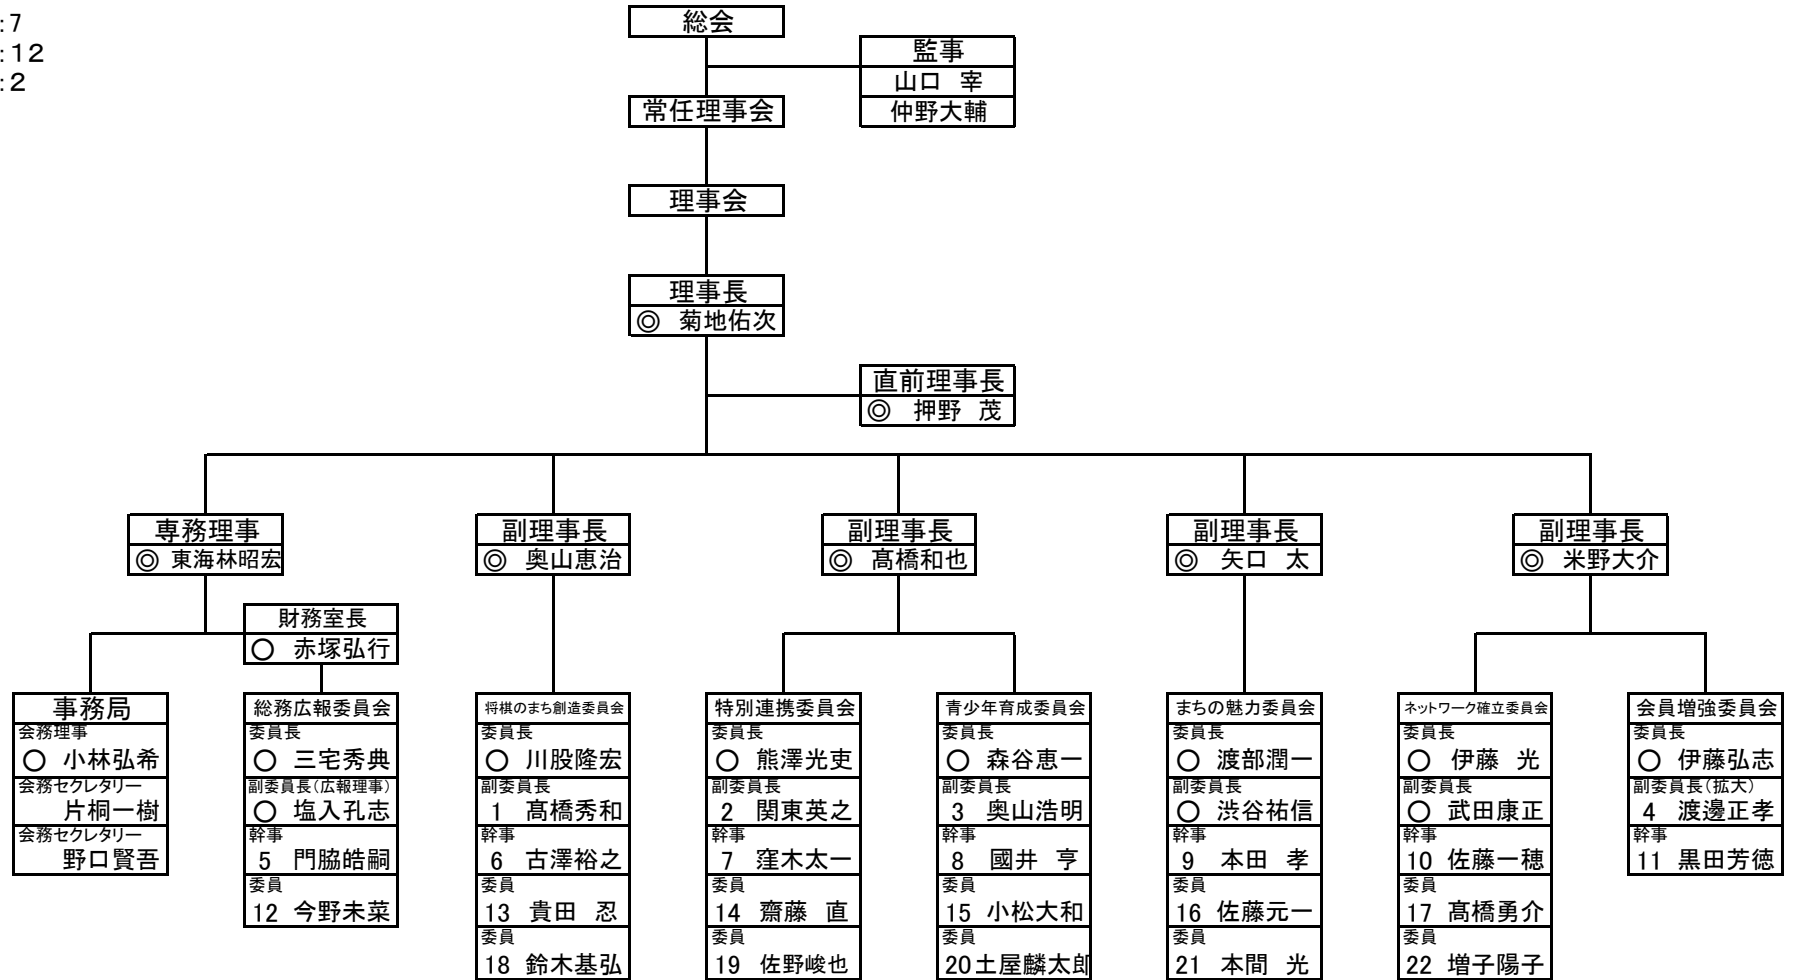 :7
:12
:2
総会
監事
山口 宰
仲野大輔
常任理事会
理事会
理事長
◎ 菊地佑次
直前理事長
◎ 押野 茂
専務理事
◎ 東海林昭宏
副理事長
◎ 奥山恵治
副理事長
◎ 髙橋和也
副理事長
◎ 矢口 太
副理事長
◎ 米野大介
財務室長
○ 赤塚弘行
事務局
会務理事
○ 小林弘希
会務セクレタリー
片桐一樹
会務セクレタリー
野口賢吾
総務広報委員会
委員長
○ 三宅秀典
副委員長(広報理事)
○ 塩入孔志
幹事
5 門脇皓嗣
委員
12 今野未菜
将棋のまち創造委員会
委員長
○ 川股隆宏
副委員長
1 髙橋秀和
幹事
6 古澤裕之
委員
13 貴田 忍
委員
18 鈴木基弘
特別連携委員会
委員長
○ 熊澤光吏
副委員長
2 関東英之
幹事
7 窪木太一
委員
14 齋藤 直
委員
19 佐野峻也
青少年育成委員会
委員長
○ 森谷恵一
副委員長
3 奥山浩明
幹事
8 國井 亨
委員
15 小松大和
委員
20 土屋麟太郎
まちの魅力委員会
委員長
○ 渡部潤一
副委員長
○ 渋谷祐信
幹事
9 本田 孝
委員
16 佐藤元一
委員
21 本間 光
ネットワーク確立委員会
委員長
○ 伊藤 光
副委員長
○ 武田康正
幹事
10 佐藤一穂
委員
17 髙橋勇介
委員
22 増子陽子
会員増強委員会
委員長
○ 伊藤弘志
副委員長(拡大)
4 渡邊正孝
幹事
11 黒田芳徳